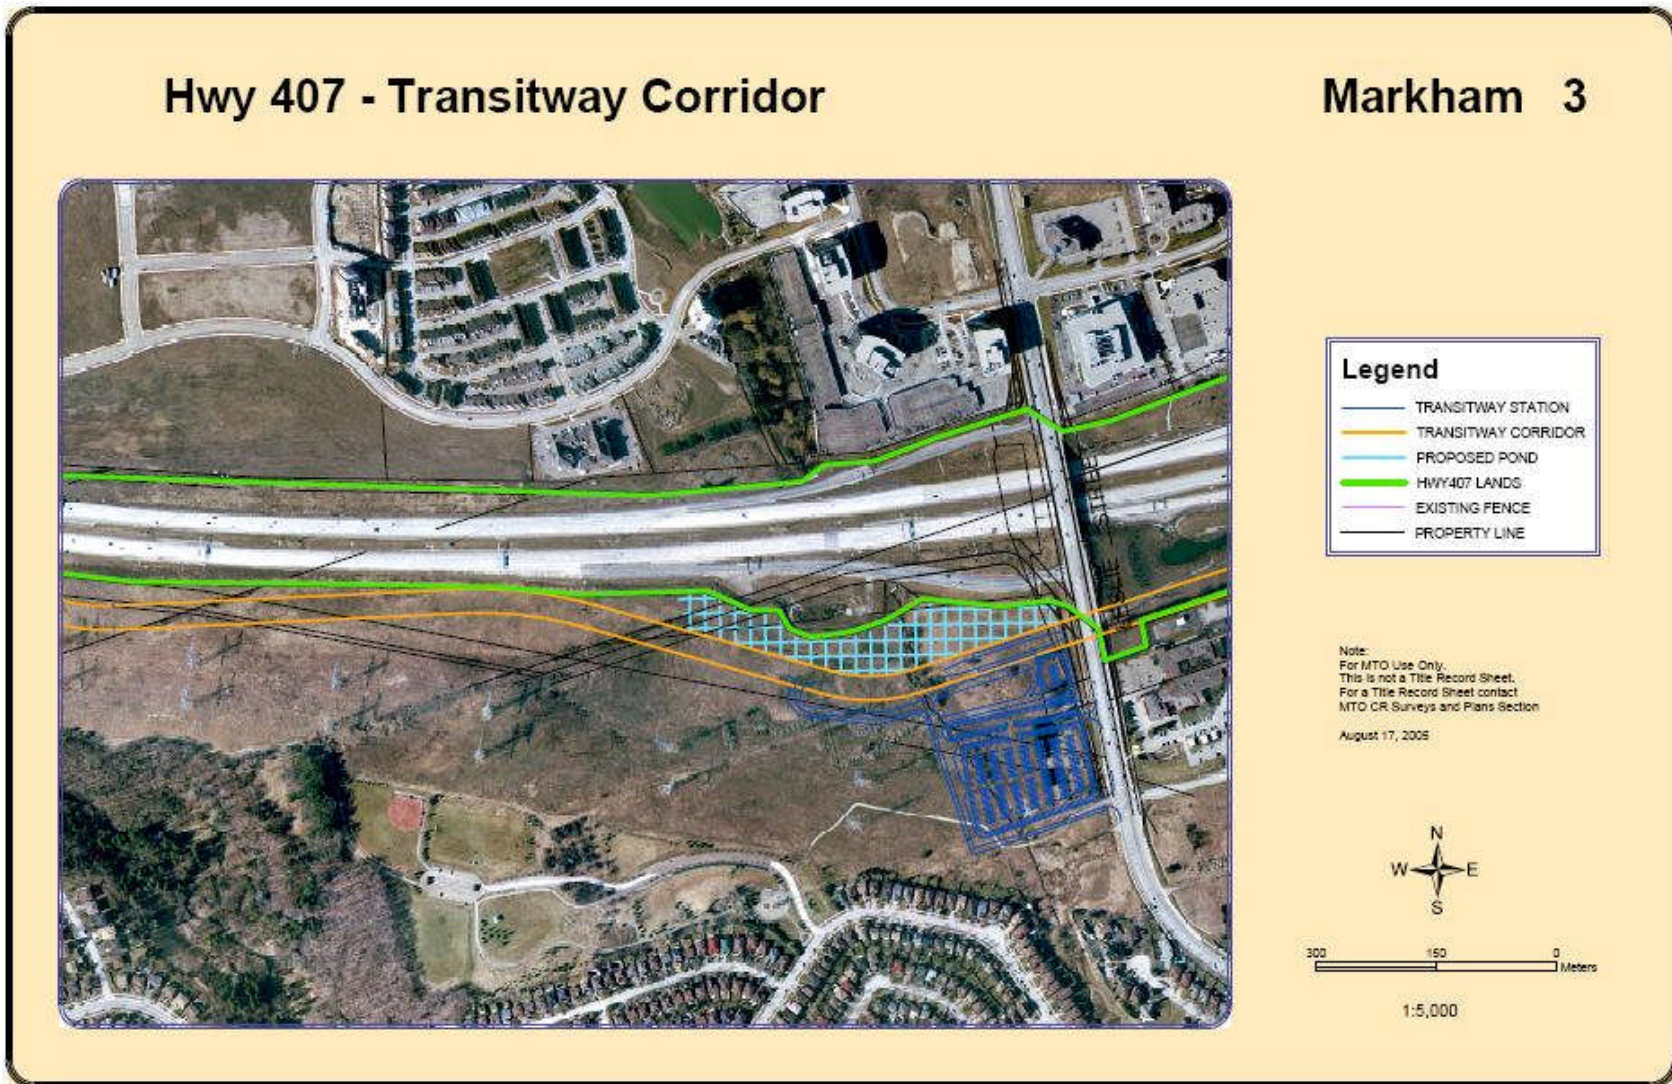 Hwy 407 - Transitway Corridor
Markham 3
Legend
TRANSITWAY STATION
TRANSITWAY CORRIDOR
PROPOSED POND
HWY407 LANDS
EXISTING FENCE
PROPERTY LINE
Note:
For MTO Use Only.
This is not a Title Record Sheet.
For a Title Record Sheet contact
MTO CR Surveys and Plans Section
August 17, 2005
N
W E
S
300 150 0
Meters
1:5,000